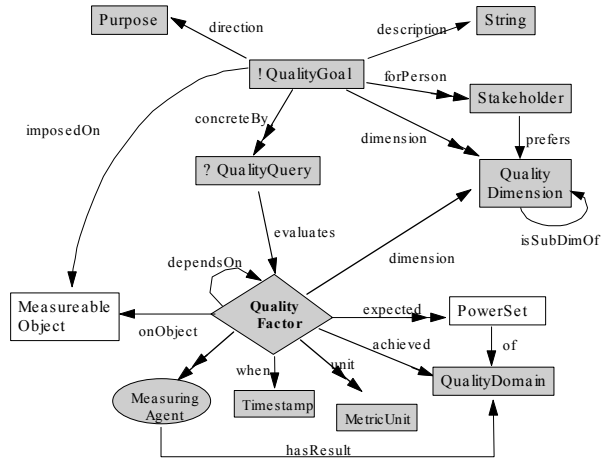 Purpose
direction
description
String
! QualityGoal
forPerson
Stakeholder
imposedOn
concreteBy
dimension
prefers
? QualityQuery
Quality
Dimension
isSubDimOf
evaluates
dependsOn
dimension
Measureable
Object
onObject
Quality
Factor
expected
PowerSet
achieved
of
when
unit
QualityDomain
Measuring
Agent
Timestamp
MetricUnit
hasResult